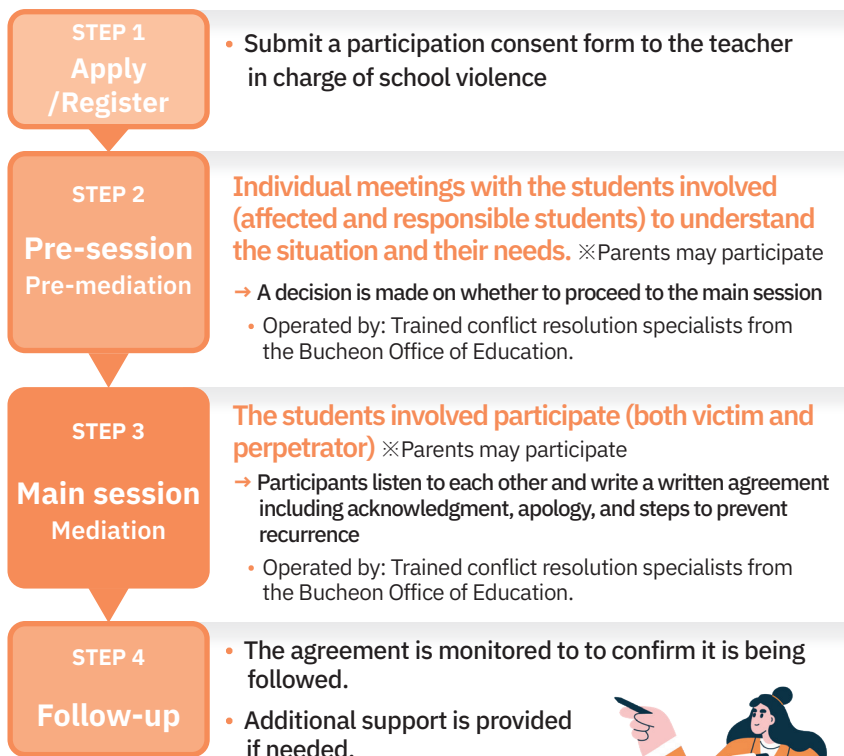 STEP 1
Apply
/Register
• Submit a participation consent form to the teacher
in charge of school violence
STEP 2
Pre-session
Pre-mediation
Individual meetings with the students involved
(affected and responsible students) to understand
the situation and their needs. ※Parents may participate
→ A decision is made on whether to proceed to the main session
• Operated by: Trained conflict resolution specialists from
the Bucheon Office of Education.
STEP 3
Main session
Mediation
The students involved participate (both victim and
perpetrator) ※Parents may participate
→ Participants listen to each other and write a written agreement
including acknowledgment, apology, and steps to prevent
recurrence
• Operated by: Trained conflict resolution specialists from
the Bucheon Office of Education.
STEP 4
Follow-up
• The agreement is monitored to to confirm it is being
followed.
• Additional support is provided
if needed.